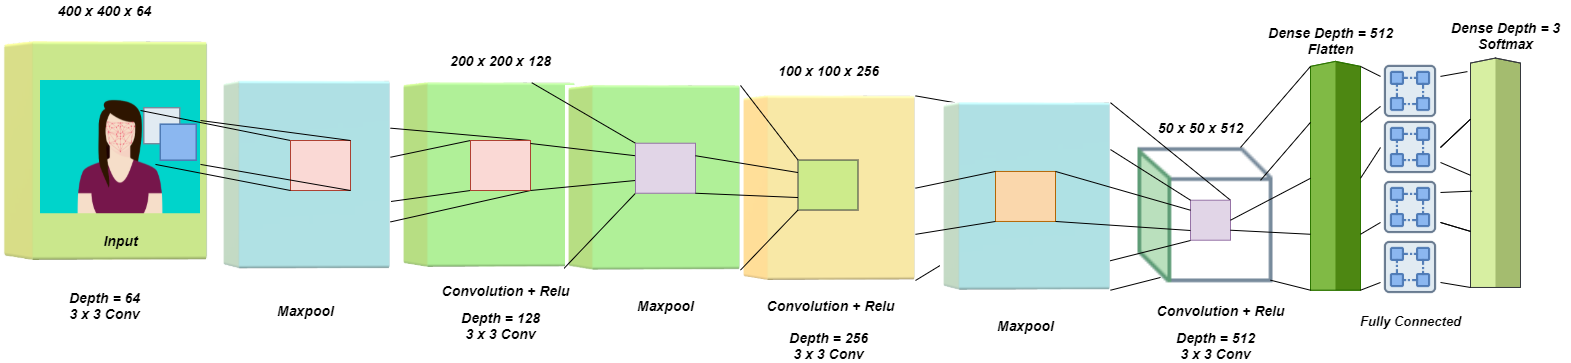 400 x 400 x 64
Input
Depth = 64
3 x 3 Conv
Maxpool
200 x 200 x 128
Convolution + Relu
Depth = 128
3 x 3 Conv
Maxpool
100 x 100 x 256
Convolution + Relu
Depth = 256
3 x 3 Conv
Maxpool
50 x 50 x 512
Convolution + Relu
Depth = 512
3 x 3 Conv
Dense Depth = 512
Flatten
Fully Connected
Dense Depth = 3
Softmax